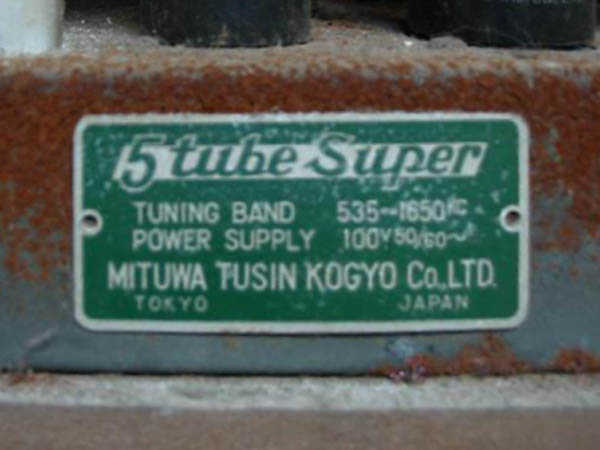 5 tube Super
TUNING BAND 535~1650KC
POWER SUPPLY 100V 50/60~
MITUWA TUSIN KOGYO Co.,LTD.
TOKYO JAPAN